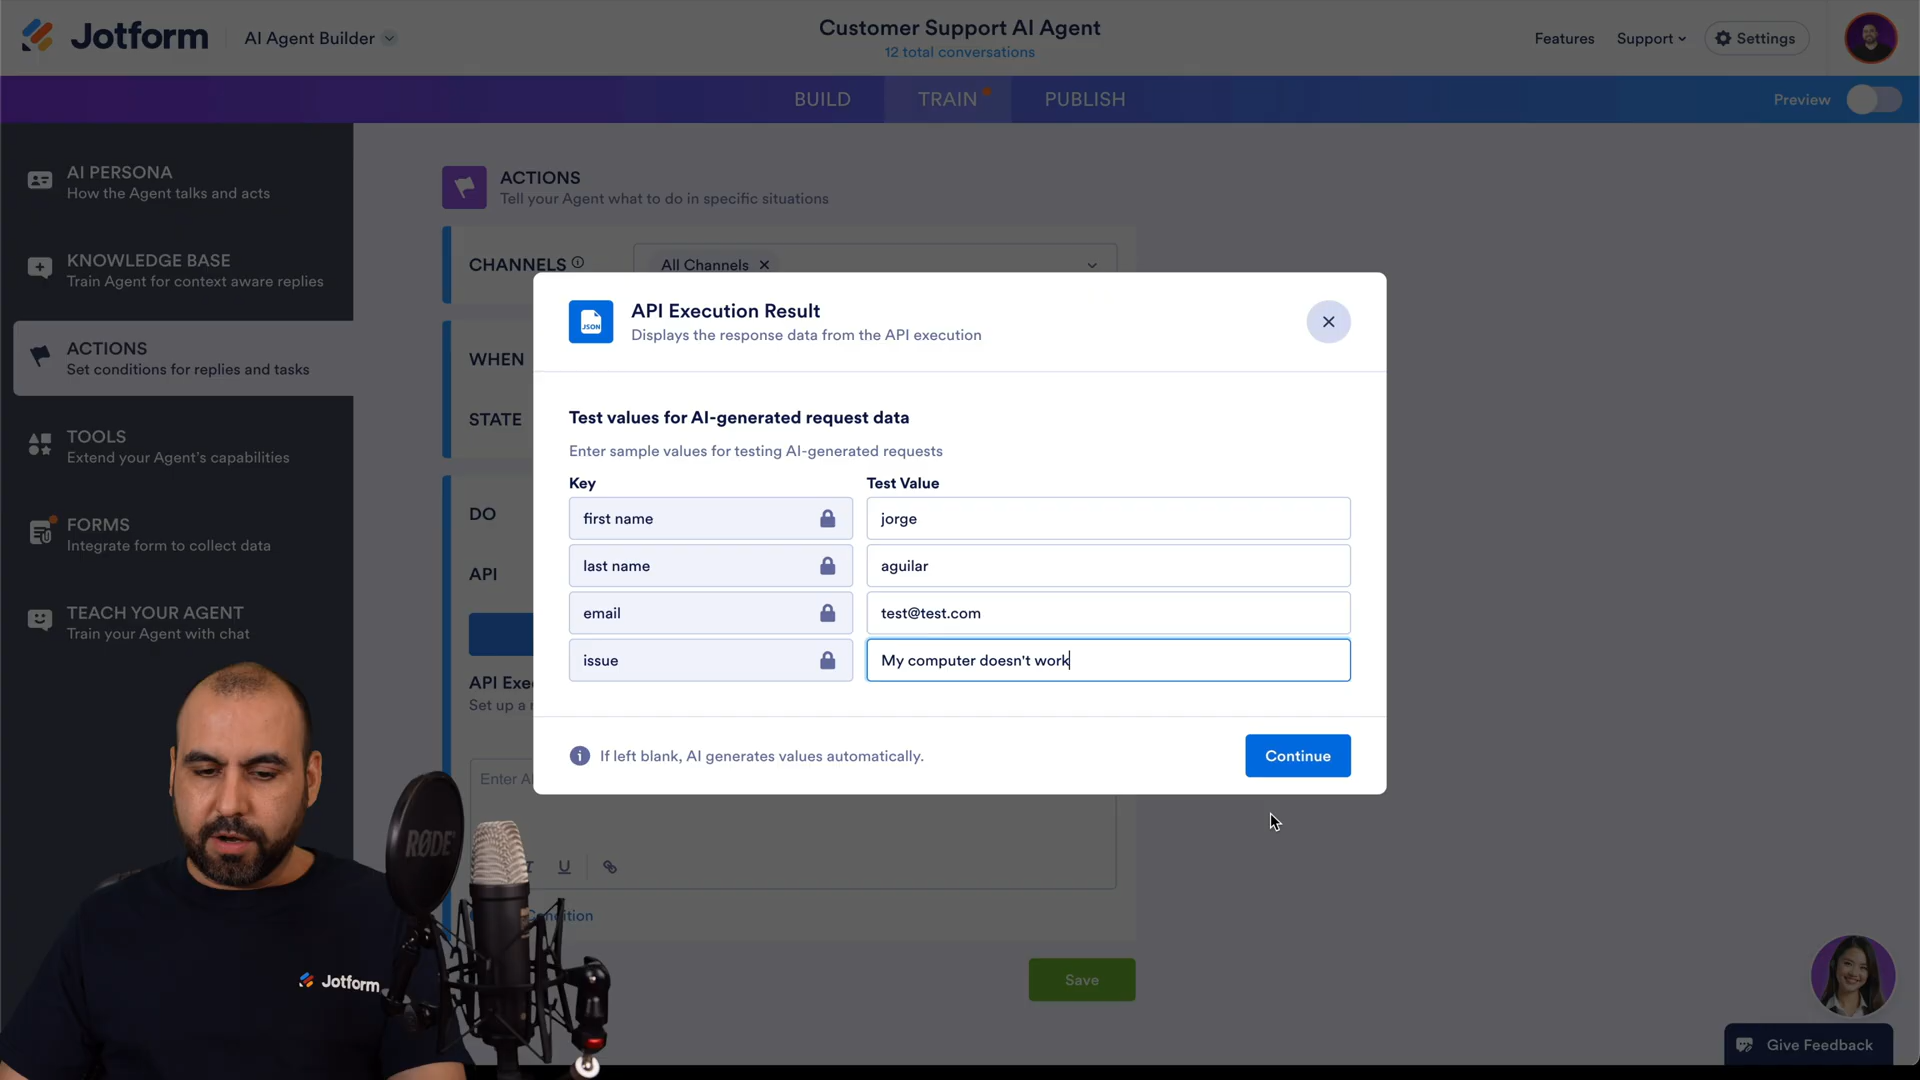 Jotform
AI Agent Builder
Customer Support AI Agent
12 total conversations
Features
Support
Settings
BUILD
TRAIN
PUBLISH
Preview
AI PERSONA
How the Agent talks and acts
KNOWLEDGE BASE
Train Agent for context aware replies
ACTIONS
Set conditions for replies and tasks
TOOLS
Extend your Agent's capabilities
FORMS
Integrate form to collect data
TEACH YOUR AGENT
Train your Agent with chat
ACTIONS
Tell your Agent what to do in specific situations
CHANNELS
All Channels
WHEN
STATE
DO
API
API Exe
Set up a
Enter A
U
Save
JSON
API Execution Result
Displays the response data from the API execution
Test values for AI-generated request data
Enter sample values for testing AI-generated requests
Key
Test Value
first name
jorge
last name
aguilar
email
test@test.com
issue
My computer doesn't work
If left blank, AI generates values automatically.
Continue
RØDE
Jotform
Give Feedback